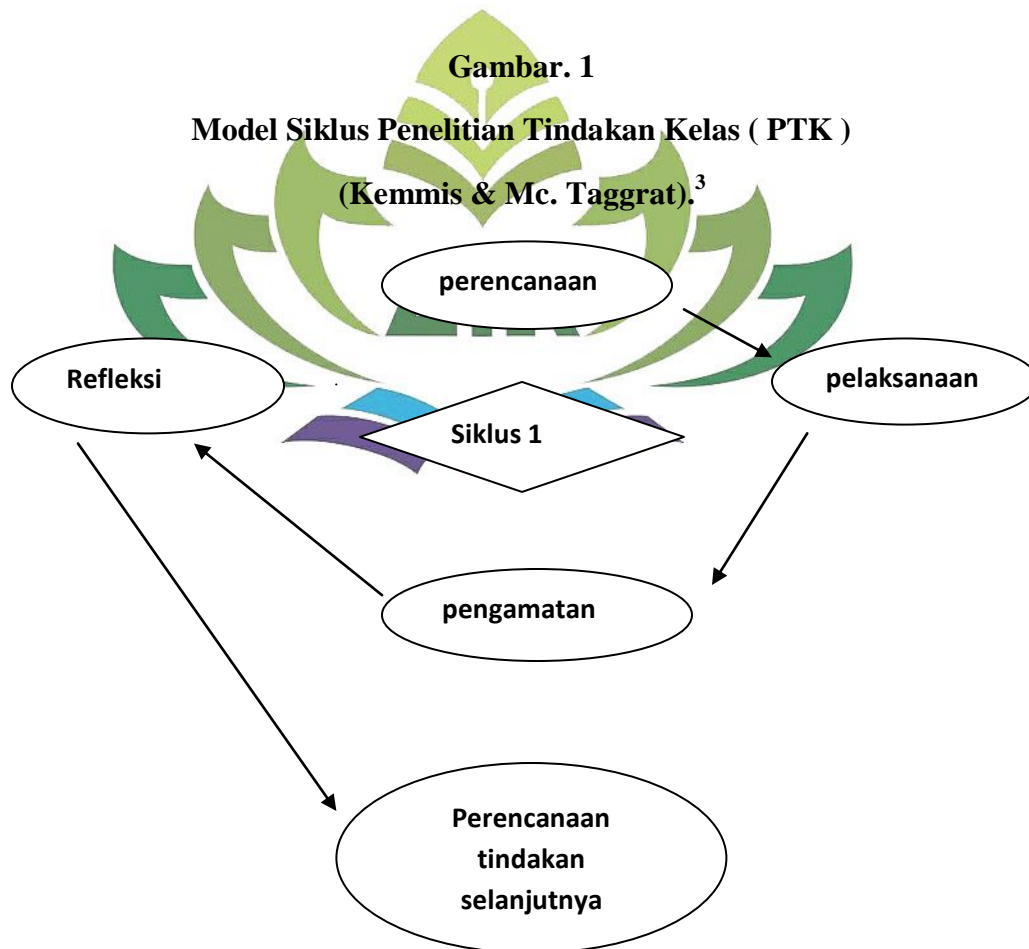 Gambar. 1
Model Siklus Penelitian Tindakan Kelas ( PTK )
(Kemmis & Mc. Taggrat).³
perencanaan
Refleksi
pelaksanaan
Siklus 1
pengamatan
Perencanaan
tindakan
selanjutnya